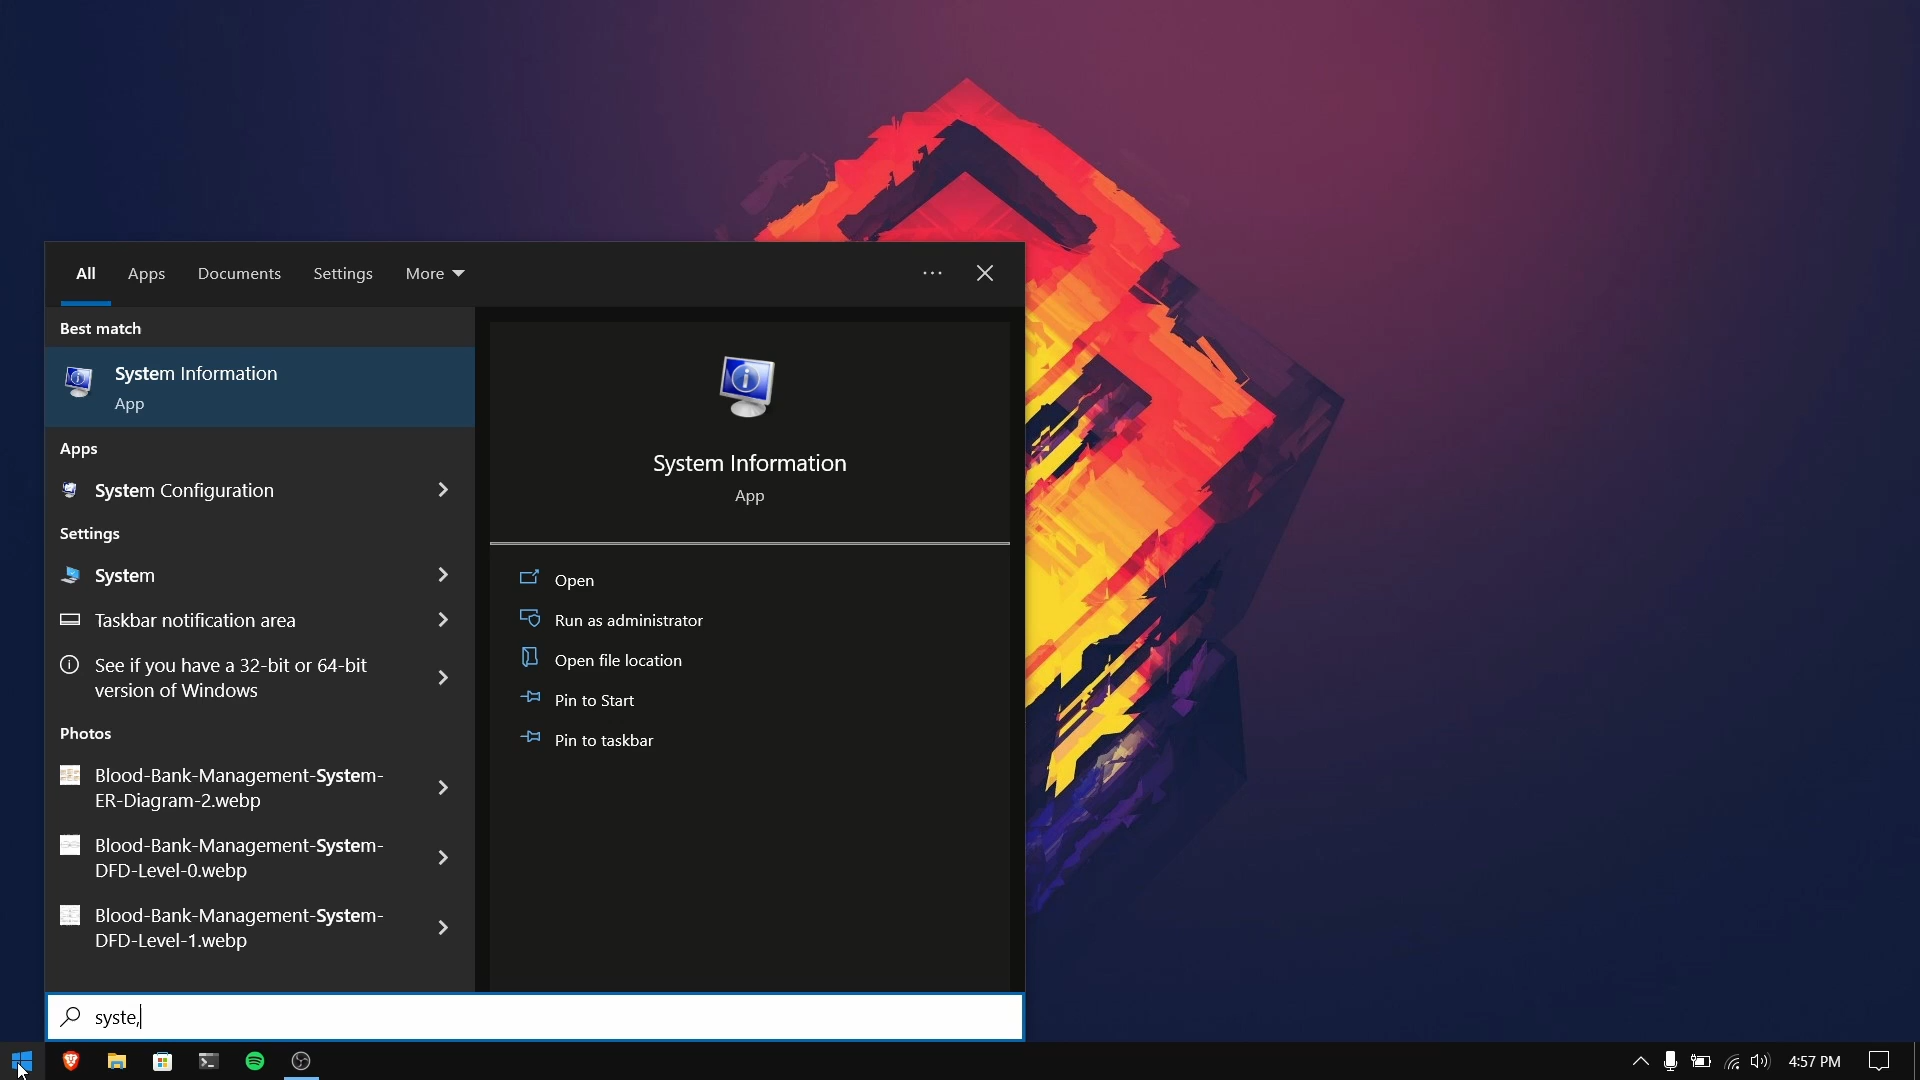 All Apps Documents Settings More
Best match
System Information
App
Apps
System Configuration
Settings
System
Taskbar notification area
See if you have a 32-bit or 64-bit
version of Windows
Photos
Blood-Bank-Management-System-
ER-Diagram-2.webp
Blood-Bank-Management-System-
DFD-Level-0.webp
Blood-Bank-Management-System-
DFD-Level-1.webp
System Information
App
Open
Run as administrator
Open file location
Pin to Start
Pin to taskbar
syste,
4:57 PM